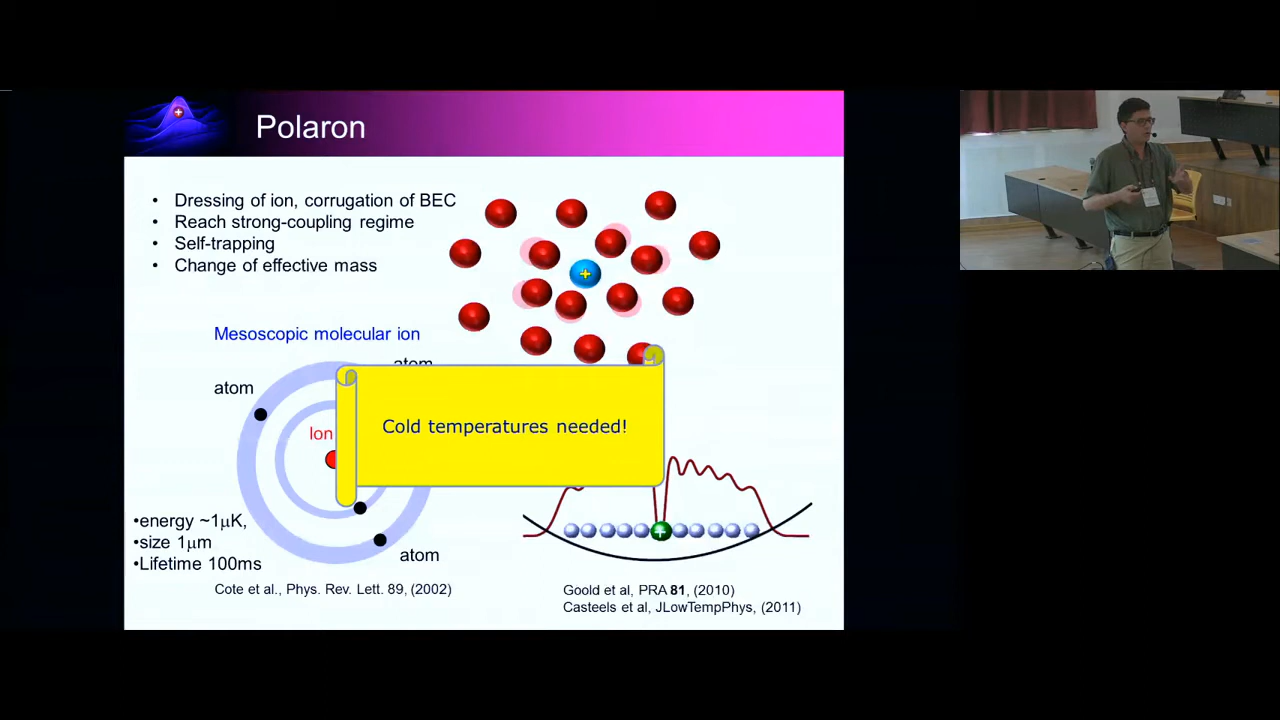 Polaron
• Dressing of ion, corrugation of BEC
• Reach strong-coupling regime
• Self-trapping
• Change of effective mass
Mesoscopic molecular ion
atom
atom
Ion
Cold temperatures needed!
•energy ~1μK,
•size 1μm
•Lifetime 100ms
atom
Cote et al., Phys. Rev. Lett. 89, (2002)
Goold et al, PRA 81, (2010)
Casteels et al, JLowTempPhys, (2011)